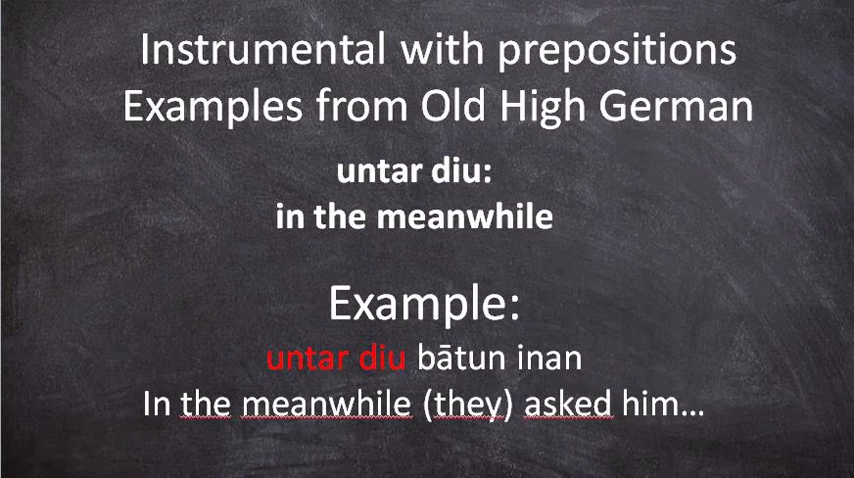 Instrumental with prepositions
Examples from Old High German
untar diu:
in the meanwhile
Example:
untar diu bātun inan
In the meanwhile (they) asked him...